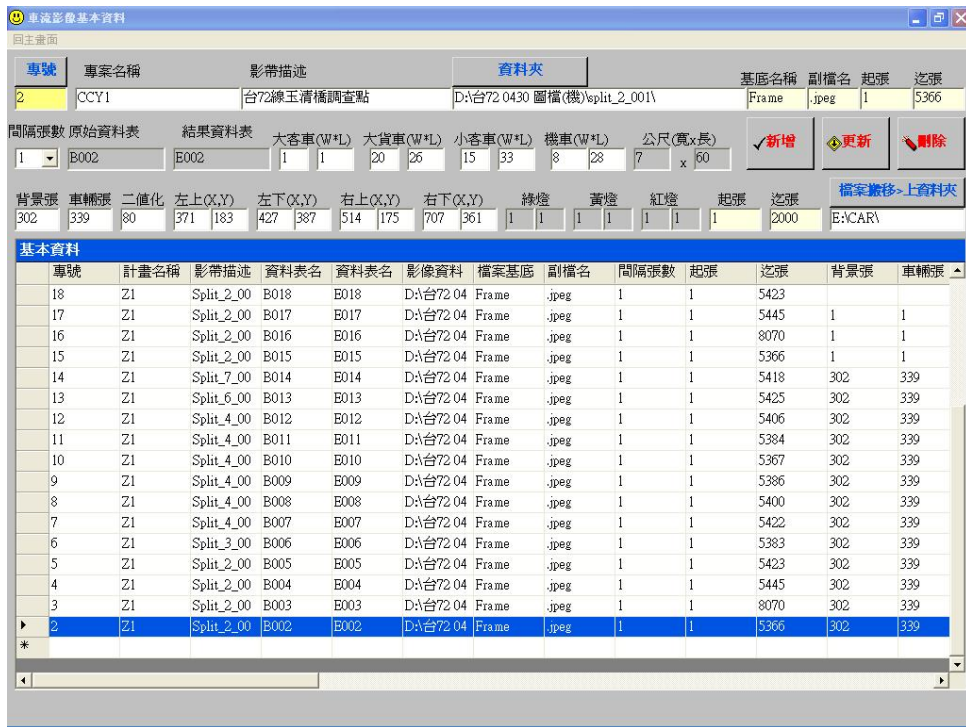 車流影像基本資料
回主畫面
專號 專案名稱 影帶描述 資料夾 基底名稱 副檔名 起張 迄張
2 CCY1 台72線玉清橋調查點 D:\台72 0430 圖檔(機)\split_2_001\ Frame .jpeg 1 5366
間隔張數 原始資料表 結果資料表 大客車(W*L) 大貨車(W*L) 小客車(W*L) 機車(W*L) 公尺(寬x長) 新增 更新 刪除
1 B002 E002 1 1 20 26 15 33 8 28 7 x 60
背景張 車輛張 二值化 左上(X,Y) 左下(X,Y) 右上(X,Y) 右下(X,Y) 綠燈 黃燈 紅燈 起張 迄張 檔案搬移>上資料夾
302 339 80 371 183 427 387 514 175 707 361 1 1 1 1 1 1 1 2000 E:\CAR\
基本資料
專號 計畫名稱 影帶描述 資料表名 資料表名 影像資料 檔案基底 副檔名 間隔張數 起張 迄張 背景張 車輛張
18 Z1 Split_2_00 B018 E018 D:\台72 04 Frame .jpeg 1 1 5423
17 Z1 Split_2_00 B017 E017 D:\台72 04 Frame .jpeg 1 1 5445 1 1
16 Z1 Split_2_00 B016 E016 D:\台72 04 Frame .jpeg 1 1 8070 1 1
15 Z1 Split_2_00 B015 E015 D:\台72 04 Frame .jpeg 1 1 5366 1 1
14 Z1 Split_7_00 B014 E014 D:\台72 04 Frame .jpeg 1 1 5418 302 339
13 Z1 Split_6_00 B013 E013 D:\台72 04 Frame .jpeg 1 1 5425 302 339
12 Z1 Split_4_00 B012 E012 D:\台72 04 Frame .jpeg 1 1 5406 302 339
11 Z1 Split_4_00 B011 E011 D:\台72 04 Frame .jpeg 1 1 5384 302 339
10 Z1 Split_4_00 B010 E010 D:\台72 04 Frame .jpeg 1 1 5367 302 339
9 Z1 Split_4_00 B009 E009 D:\台72 04 Frame .jpeg 1 1 5386 302 339
8 Z1 Split_4_00 B008 E008 D:\台72 04 Frame .jpeg 1 1 5400 302 339
7 Z1 Split_4_00 B007 E007 D:\台72 04 Frame .jpeg 1 1 5422 302 339
6 Z1 Split_3_00 B006 E006 D:\台72 04 Frame .jpeg 1 1 5383 302 339
5 Z1 Split_2_00 B005 E005 D:\台72 04 Frame .jpeg 1 1 5423 302 339
4 Z1 Split_2_00 B004 E004 D:\台72 04 Frame .jpeg 1 1 5445 302 339
3 Z1 Split_2_00 B003 E003 D:\台72 04 Frame .jpeg 1 1 8070 302 339
2 Z1 Split_2_00 B002 E002 D:\台72 04 Frame .jpeg 1 1 5366 302 339